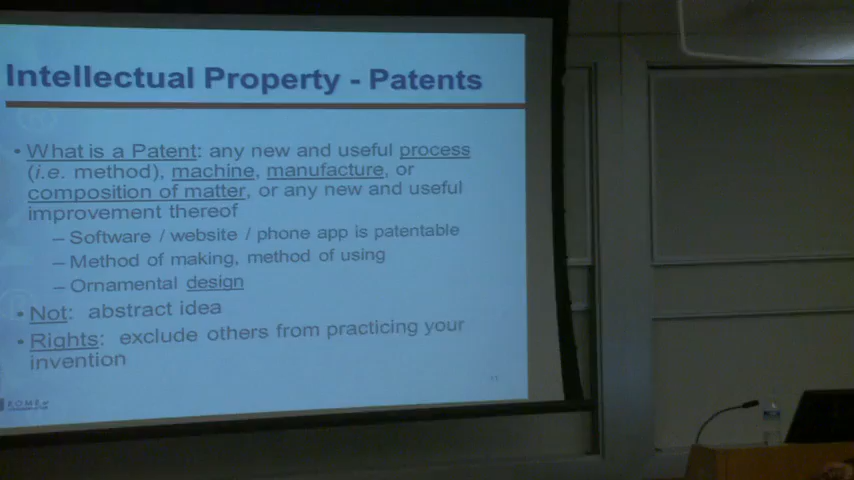 Intellectual Property - Patents
• What is a Patent: any new and useful process
(i.e. method), machine, manufacture, or
composition of matter, or any new and useful
improvement thereof
– Software / website / phone app is patentable
– Method of making, method of using
– Ornamental design
• Not: abstract idea
• Rights: exclude others from practicing your
invention